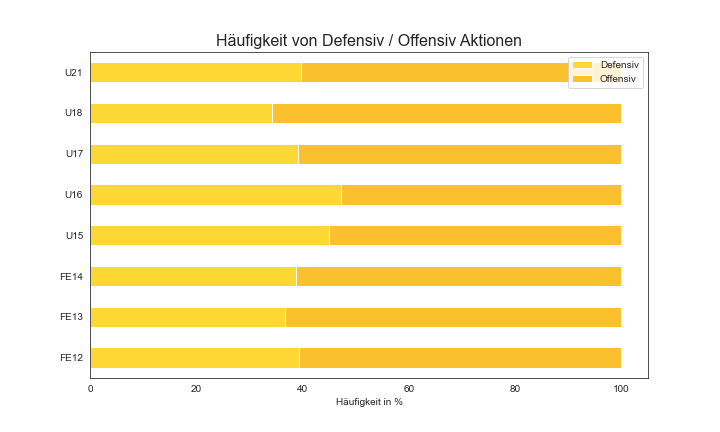 Häufigkeit von Defensiv / Offensiv Aktionen
Defensiv
Offensiv
U21
U18
U17
U16
U15
FE14
FE13
FE12
0 20 40 60 80 100
Häufigkeit in %